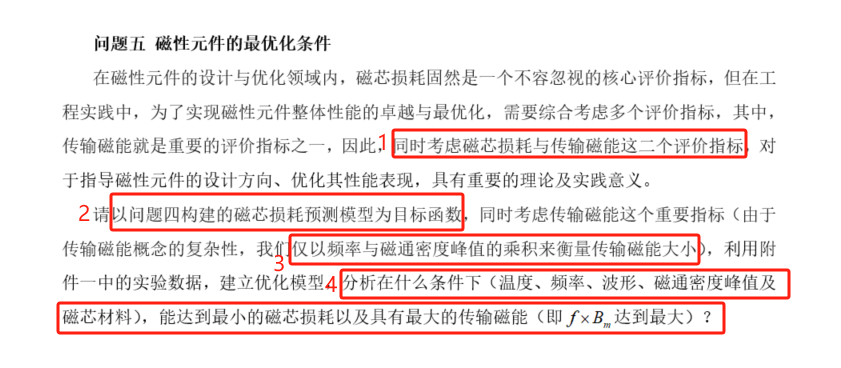 问题五 磁性元件的最优化条件
在磁性元件的设计与优化领域内，磁芯损耗固然是一个不容忽视的核心评价指标，但在工
程实践中，为了实现磁性元件整体性能的卓越与最优化，需要综合考虑多个评价指标，其中，
传输磁能就是重要的评价指标之一，因此，1同时考虑磁芯损耗与传输磁能这二个评价指标，对
于指导磁性元件的设计方向、优化其性能表现，具有重要的理论及实践意义。
2请以问题四构建的磁芯损耗预测模型为目标函数，同时考虑传输磁能这个重要指标（由于
传输磁能概念的复杂性，我们3仅以频率与磁通密度峰值的乘积来衡量传输磁能大小），利用附
件一中的实验数据，建立优化模型，4分析在什么条件下（温度、频率、波形、磁通密度峰值及
磁芯材料），能达到最小的磁芯损耗以及具有最大的传输磁能（即 f×Bm 达到最大）？